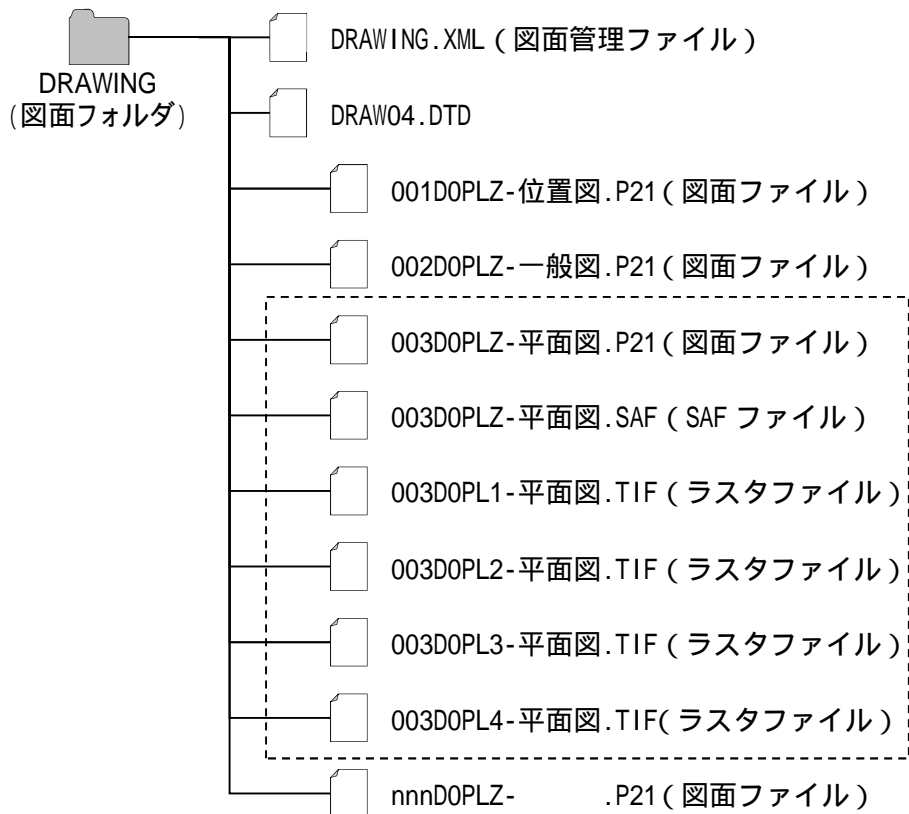 DRAWING.XML(図面管理ファイル)
DRAWING
(図面フォルダ)
DRAW04.DTD
001D0PLZ-位置図.P21(図面ファイル)
002D0PLZ-一般図.P21(図面ファイル)
003D0PLZ-平面図.P21(図面ファイル)
003D0PLZ-平面図.SAF(SAF ファイル)
003D0PL1-平面図.TIF(ラスタファイル)
003D0PL2-平面図.TIF(ラスタファイル)
003D0PL3-平面図.TIF(ラスタファイル)
003D0PL4-平面図.TIF(ラスタファイル)
nnnD0PLZ-　　　.P21(図面ファイル)